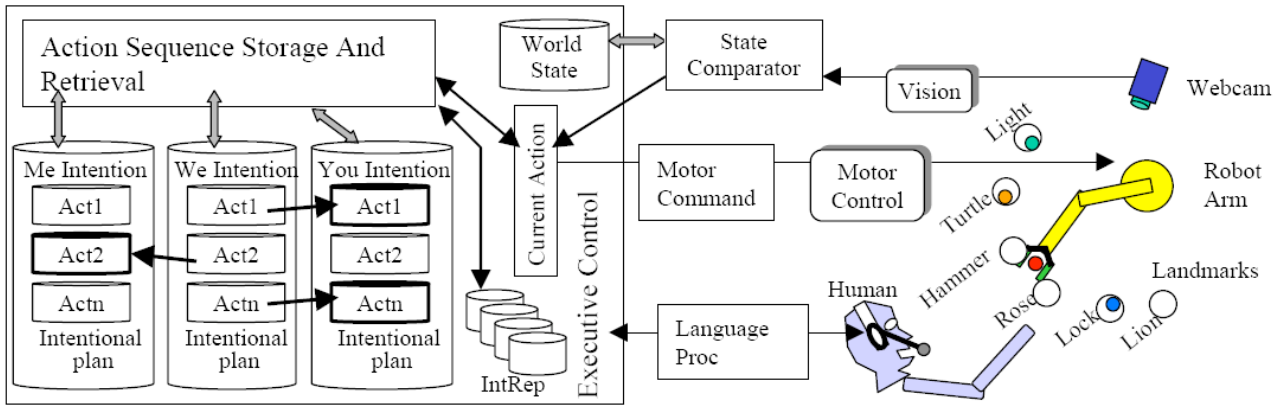 Action Sequence Storage And
Retrieval
World
State
State
Comparator
Vision
Webcam
Light
Me Intention
We Intention
You Intention
Act1
Act1
Act1
Act2
Act2
Act2
Actn
Actn
Actn
Intentional
plan
Intentional
plan
Intentional
plan
Current Action
Motor
Command
Motor
Control
Robot
Arm
Turtle
Hammer
Landmarks
Rose
Lock
Lion
Human
Language
Proc
IntRep
Executive Control